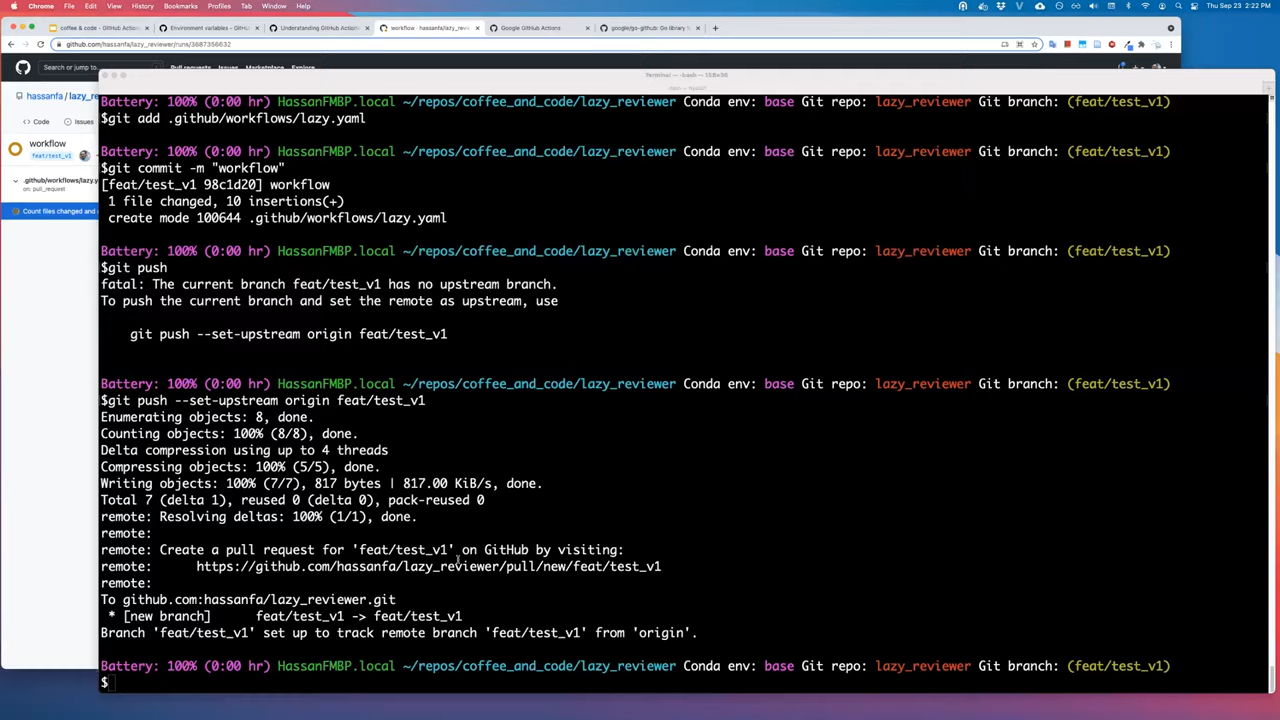 Chrome File Edit View History Bookmarks Profiles Tab Window Help
Thu Sep 23 2:22 PM
coffee & code - GitHub Actions
Environment variables - GitHub
Understanding GitHub Actions
workflow · hassanfa/lazy_review
Google GitHub Actions
google/go-github: Go library
github.com/hassanfa/lazy_reviewer/runs/3687356632
Search or jump to...
Pull requests Issues Marketplace Explore
Terminal — -bash — 158×50
hassanfa / lazy_re
Code
Issues
workflow
feat/test_v1
.github/workflows/lazy.y
on: pull_request
Count files changed and
Battery: 100% (0:00 hr) HassanFMBP.local ~/repos/coffee_and_code/lazy_reviewer Conda env: base Git repo: lazy_reviewer Git branch: (feat/test_v1)
$git add .github/workflows/lazy.yaml
Battery: 100% (0:00 hr) HassanFMBP.local ~/repos/coffee_and_code/lazy_reviewer Conda env: base Git repo: lazy_reviewer Git branch: (feat/test_v1)
$git commit -m "workflow"
[feat/test_v1 98c1d20] workflow
1 file changed, 10 insertions(+)
create mode 100644 .github/workflows/lazy.yaml
Battery: 100% (0:00 hr) HassanFMBP.local ~/repos/coffee_and_code/lazy_reviewer Conda env: base Git repo: lazy_reviewer Git branch: (feat/test_v1)
$git push
fatal: The current branch feat/test_v1 has no upstream branch.
To push the current branch and set the remote as upstream, use
git push --set-upstream origin feat/test_v1
Battery: 100% (0:00 hr) HassanFMBP.local ~/repos/coffee_and_code/lazy_reviewer Conda env: base Git repo: lazy_reviewer Git branch: (feat/test_v1)
$git push --set-upstream origin feat/test_v1
Enumerating objects: 8, done.
Counting objects: 100% (8/8), done.
Delta compression using up to 4 threads
Compressing objects: 100% (5/5), done.
Writing objects: 100% (7/7), 817 bytes | 817.00 KiB/s, done.
Total 7 (delta 1), reused 0 (delta 0), pack-reused 0
remote: Resolving deltas: 100% (1/1), done.
remote:
remote: Create a pull request for 'feat/test_v1' on GitHub by visiting:
remote: https://github.com/hassanfa/lazy_reviewer/pull/new/feat/test_v1
remote:
To github.com:hassanfa/lazy_reviewer.git
* [new branch] feat/test_v1 -> feat/test_v1
Branch 'feat/test_v1' set up to track remote branch 'feat/test_v1' from 'origin'.
Battery: 100% (0:00 hr) HassanFMBP.local ~/repos/coffee_and_code/lazy_reviewer Conda env: base Git repo: lazy_reviewer Git branch: (feat/test_v1)
$